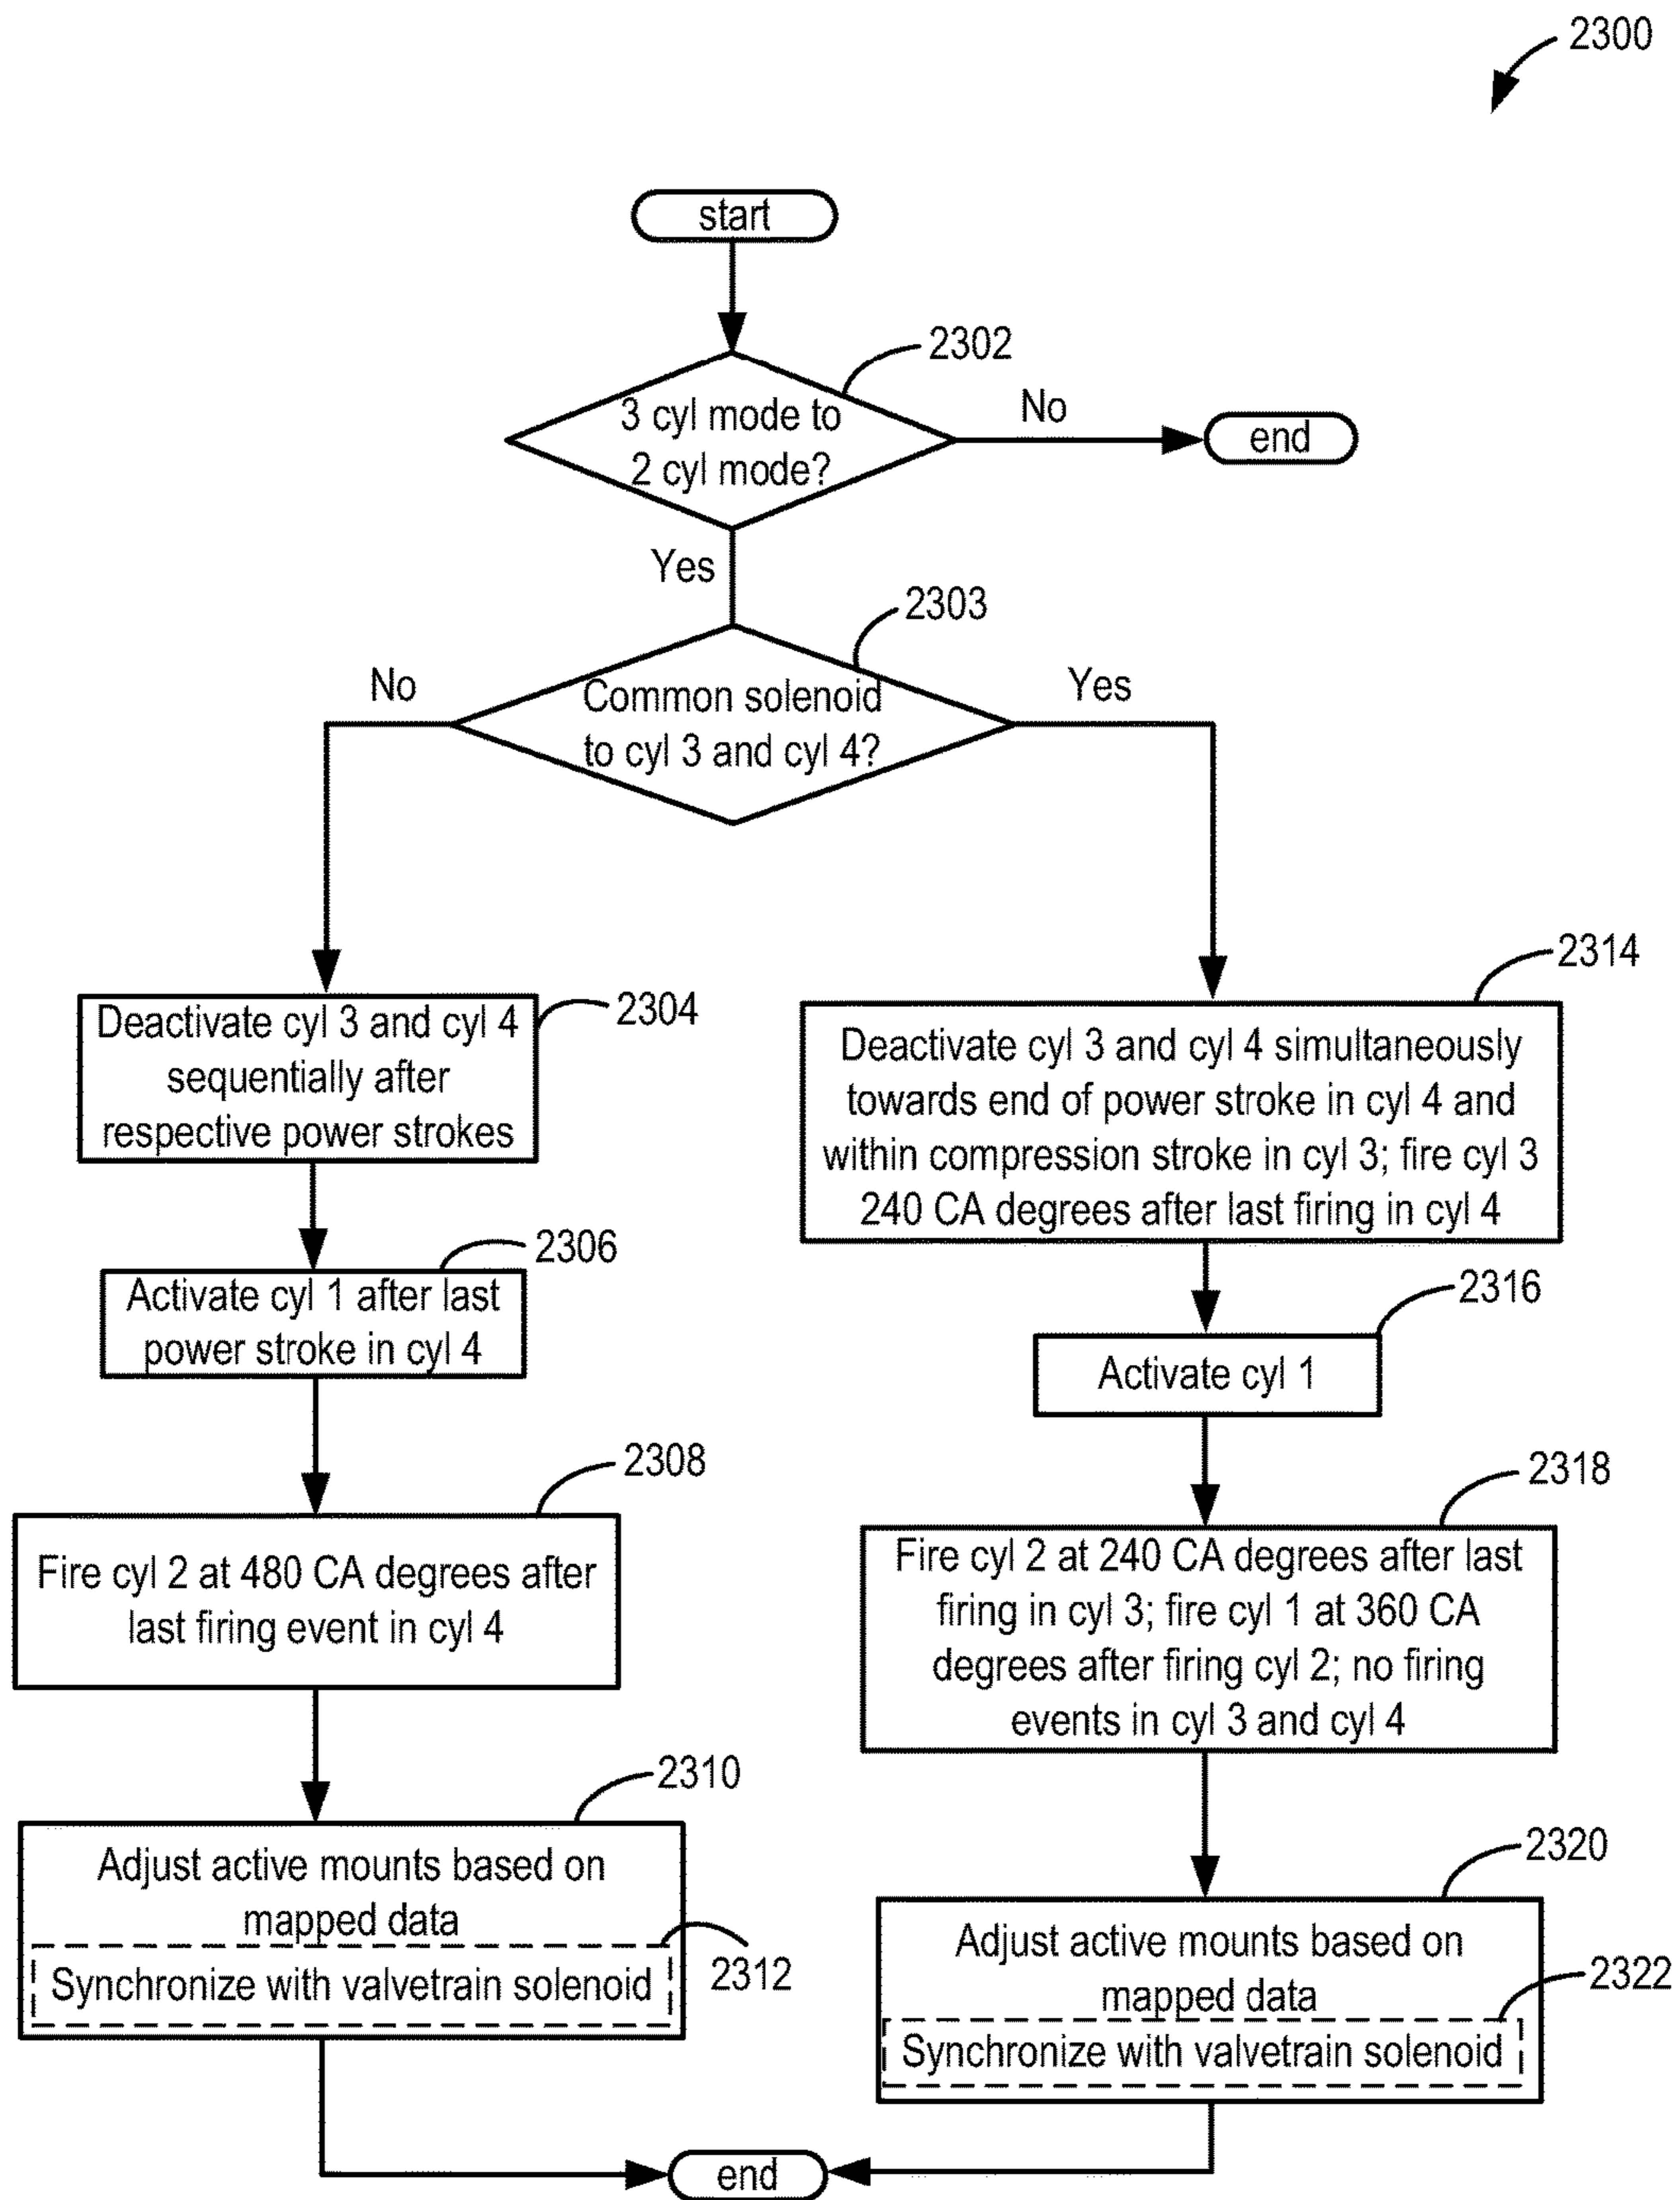 2300
start
2302
3 cyl mode to
2 cyl mode?
No
end
Yes
2303
No
Common solenoid
to cyl 3 and cyl 4?
Yes
2304
Deactivate cyl 3 and cyl 4
sequentially after
respective power strokes
2314
Deactivate cyl 3 and cyl 4 simultaneously
towards end of power stroke in cyl 4 and
within compression stroke in cyl 3; fire cyl 3
240 CA degrees after last firing in cyl 4
2306
Activate cyl 1 after last
power stroke in cyl 4
2316
Activate cyl 1
2308
Fire cyl 2 at 480 CA degrees after
last firing event in cyl 4
2318
Fire cyl 2 at 240 CA degrees after last
firing in cyl 3; fire cyl 1 at 360 CA
degrees after firing cyl 2; no firing
events in cyl 3 and cyl 4
2310
Adjust active mounts based on
mapped data
Synchronize with valvetrain solenoid
2312
2320
Adjust active mounts based on
mapped data
Synchronize with valvetrain solenoid
2322
end